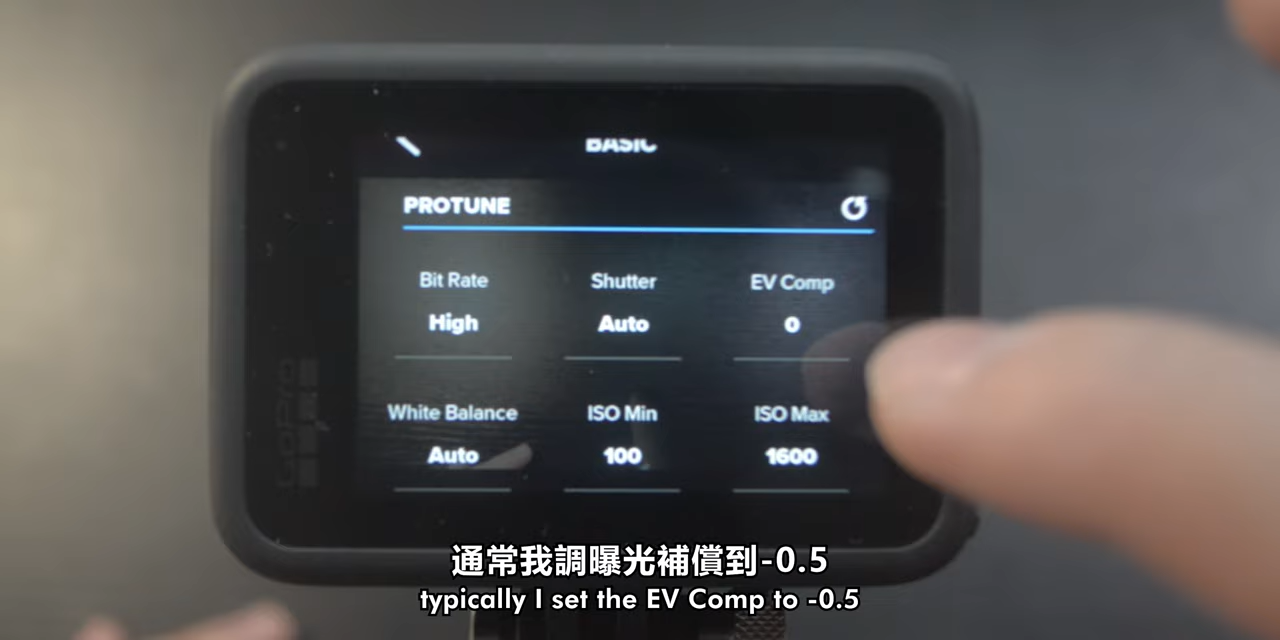 BASIC
PROTUNE
Bit Rate
Shutter
EV Comp
High
Auto
0
White Balance
ISO Min
ISO Max
Auto
100
1600
GoPro
通常我調曝光補償到-0.5
typically I set the EV Comp to -0.5